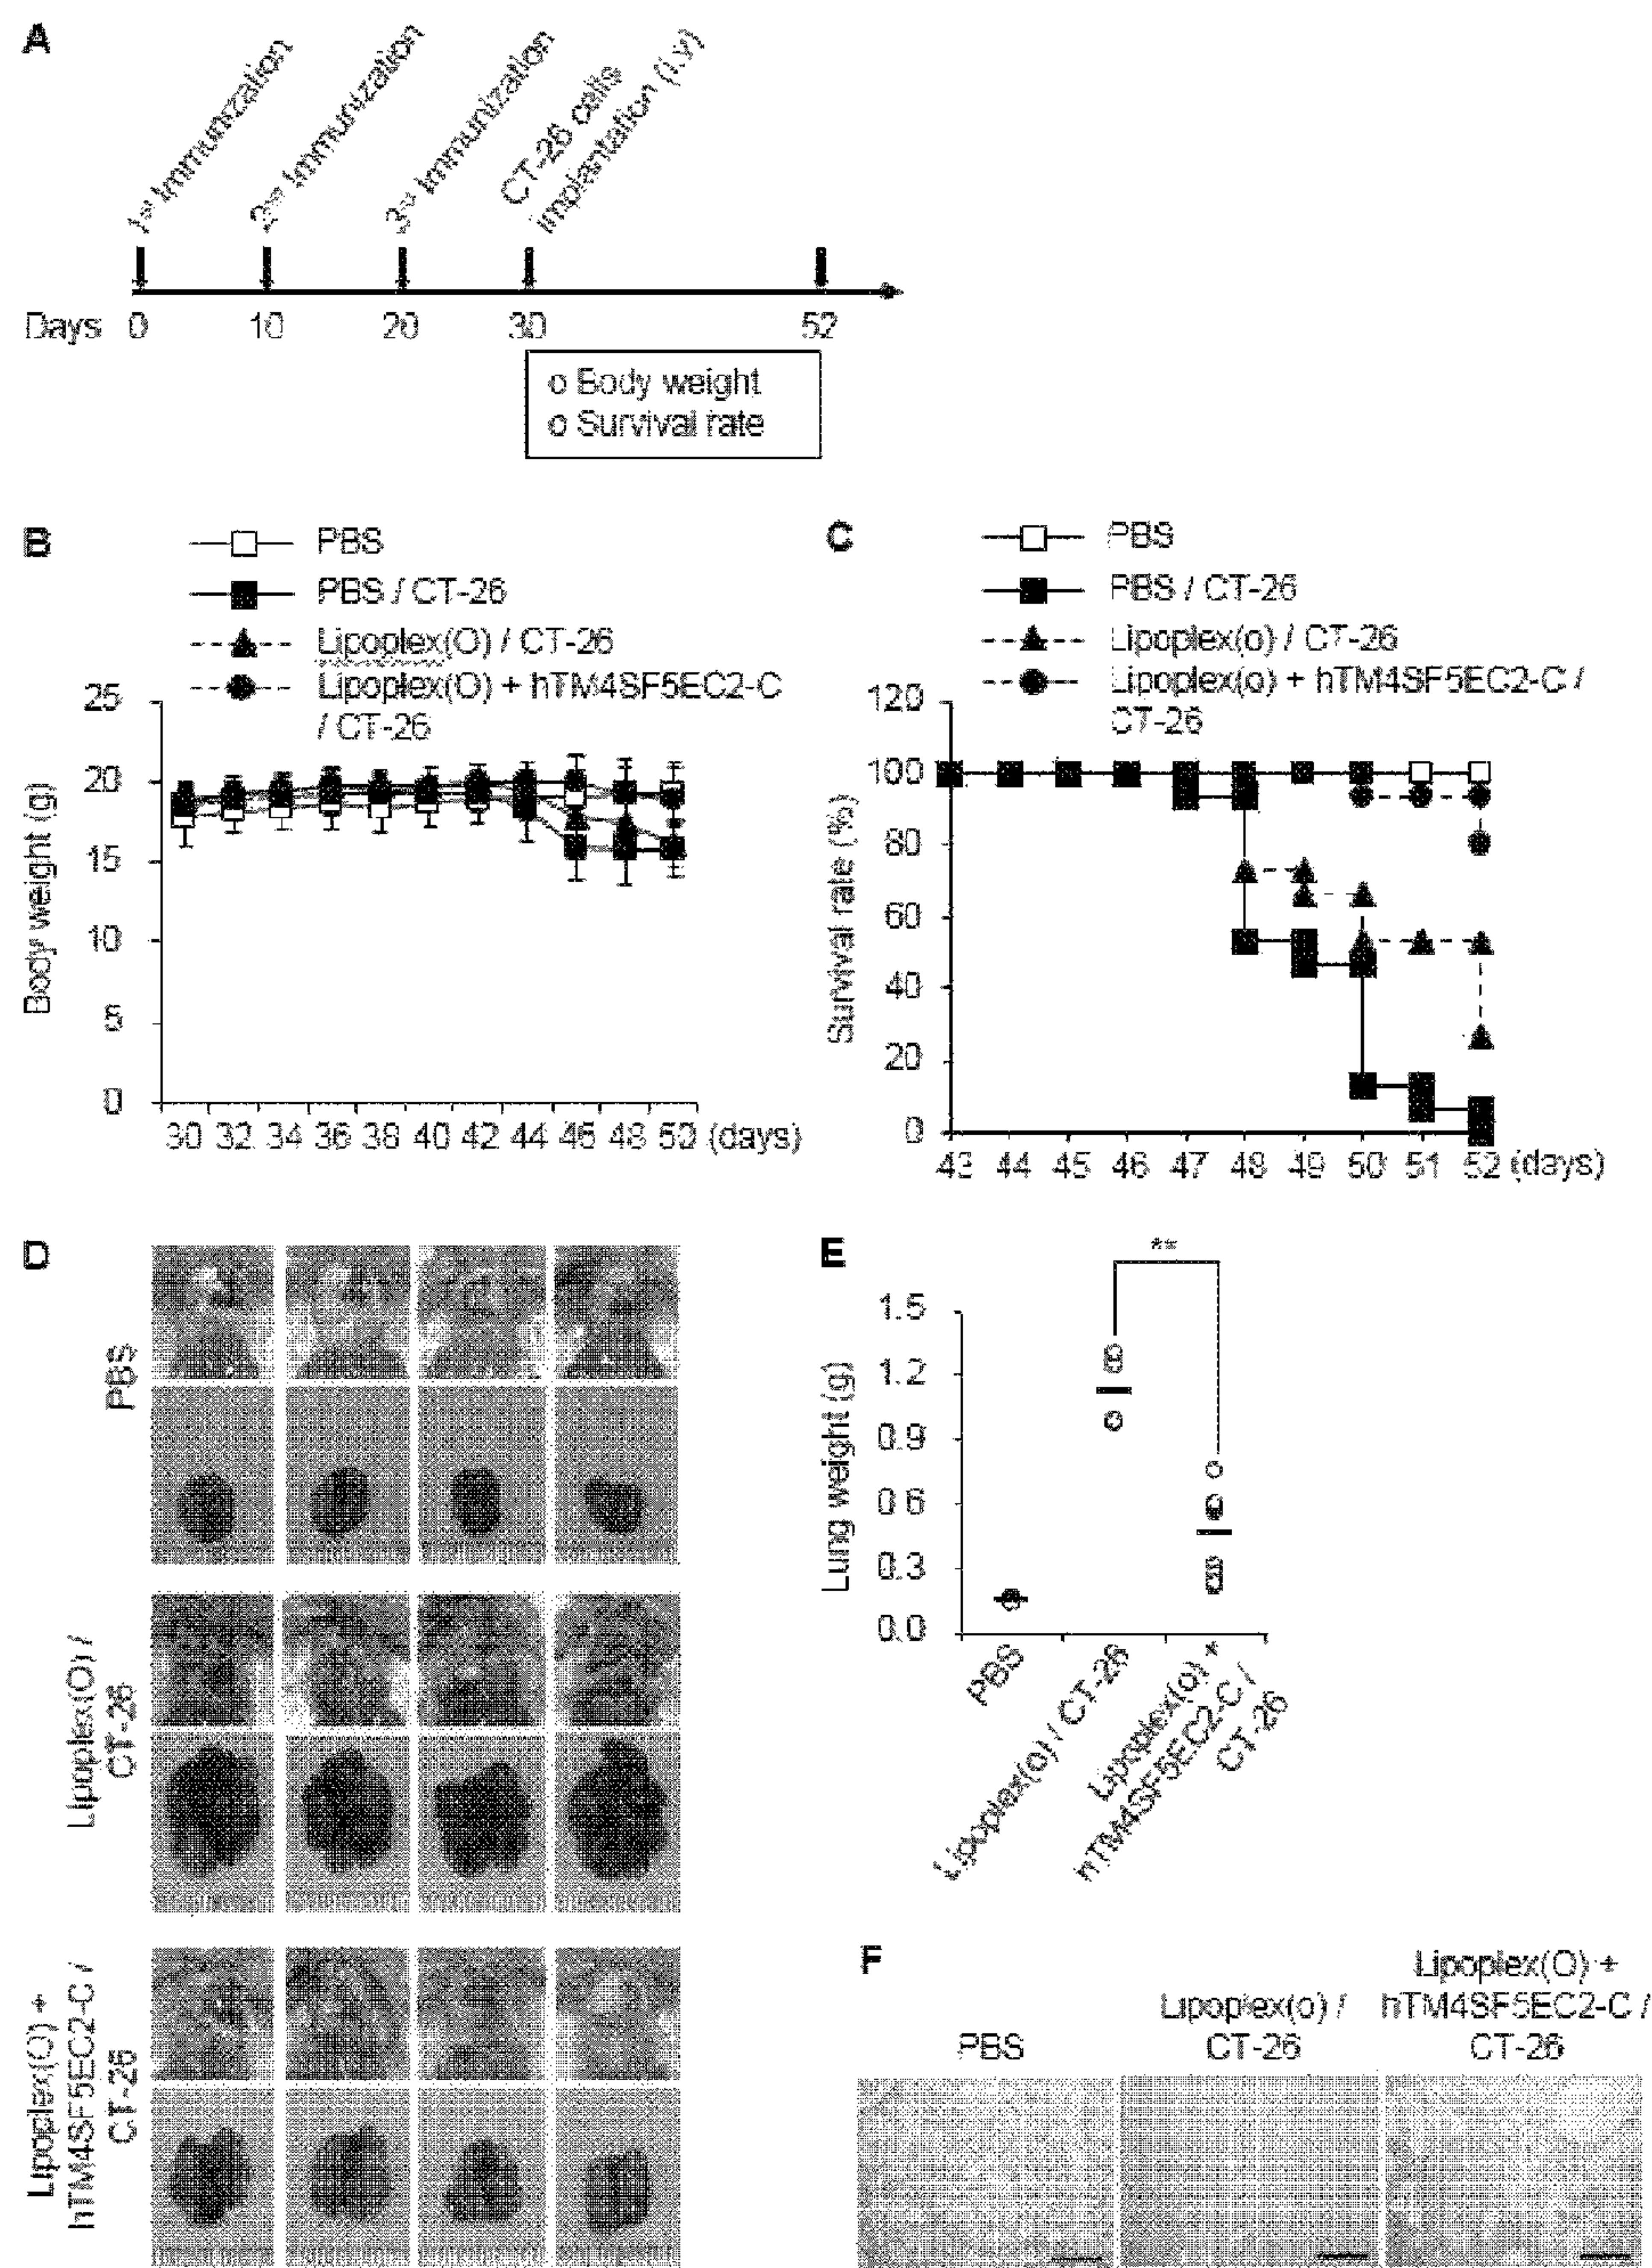 A
1st Immunization
2nd Immunization
3rd Immunization
CT-26 cells
implantation (i.v)
Days 0 10 20 30 52
o Body weight
o Survival rate
B
PBS
PBS / CT-26
Lipoplex(O) / CT-26
Lipoplex(O) + hTM4SF5EC2-C
/ CT-26
Body weight (g)
25
20
15
10
5
0
30 32 34 36 38 40 42 44 46 48 50 (days)
C
PBS
PBS / CT-26
Lipoplex(o) / CT-26
Lipoplex(o) + hTM4SF5EC2-C /
CT-26
Survival rate (%)
120
100
80
60
40
20
0
43 44 45 46 47 48 49 50 51 52 (days)
D
PBS
Lipoplex(O) /
CT-26
Lipoplex(O) +
hTM4SF5EC2-C /
CT-26
E
**
Lung weight (g)
1.5
1.2
0.9
0.6
0.3
0.0
PBS
Lipoplex(o) / CT-26
Lipoplex(o) +
hTM4SF5EC2-C /
CT-26
F
PBS
Lipoplex(o) /
CT-26
Lipoplex(O) +
hTM4SF5EC2-C /
CT-26